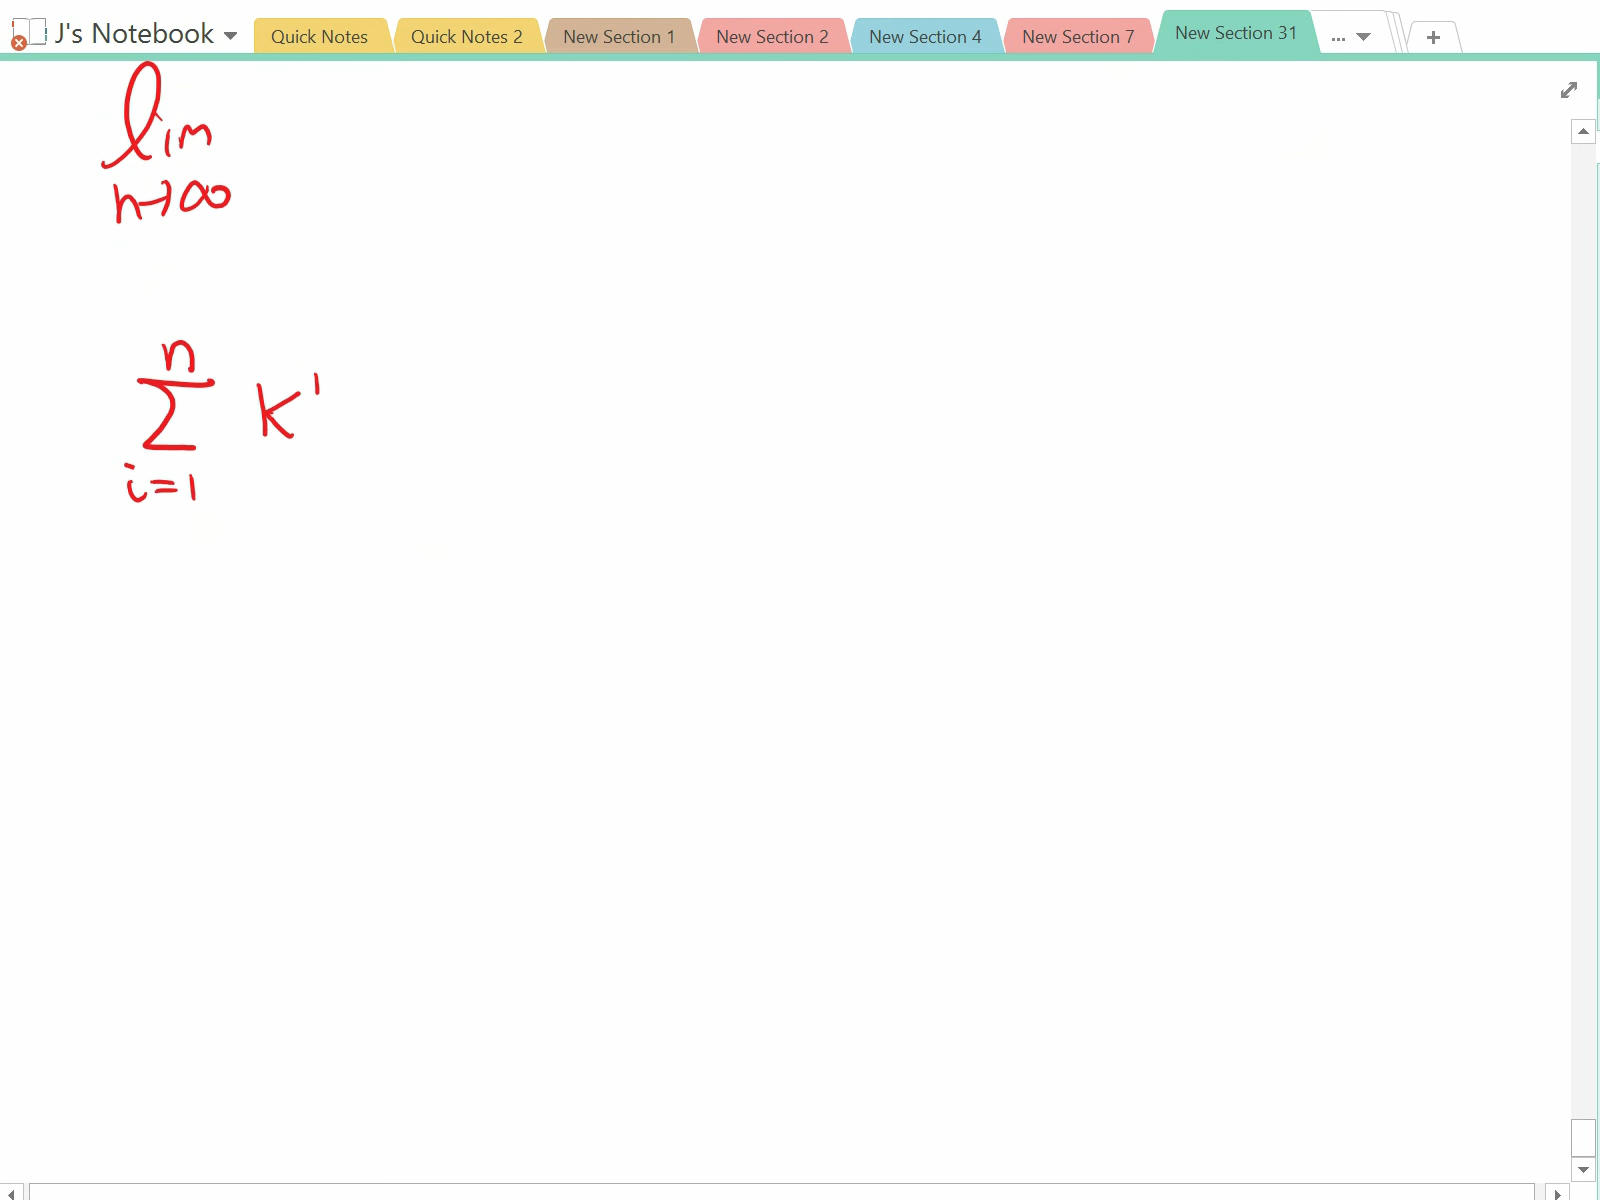 J's Notebook Quick Notes Quick Notes 2 New Section 1 New Section 2 New Section 4 New Section 7 New Section 31 ... +
lim
n→∞
n
∑ K¹
i=1